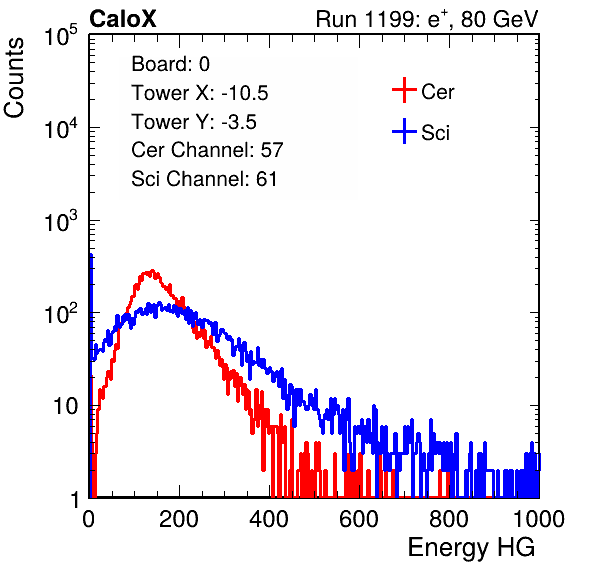 CaloX Run 1199: e⁺, 80 GeV
Counts
10⁵
10⁴
10³
10²
10
1
Board: 0
Tower X: -10.5
Tower Y: -3.5
Cer Channel: 57
Sci Channel: 61
Cer
Sci
0 200 400 600 800 1000
Energy HG